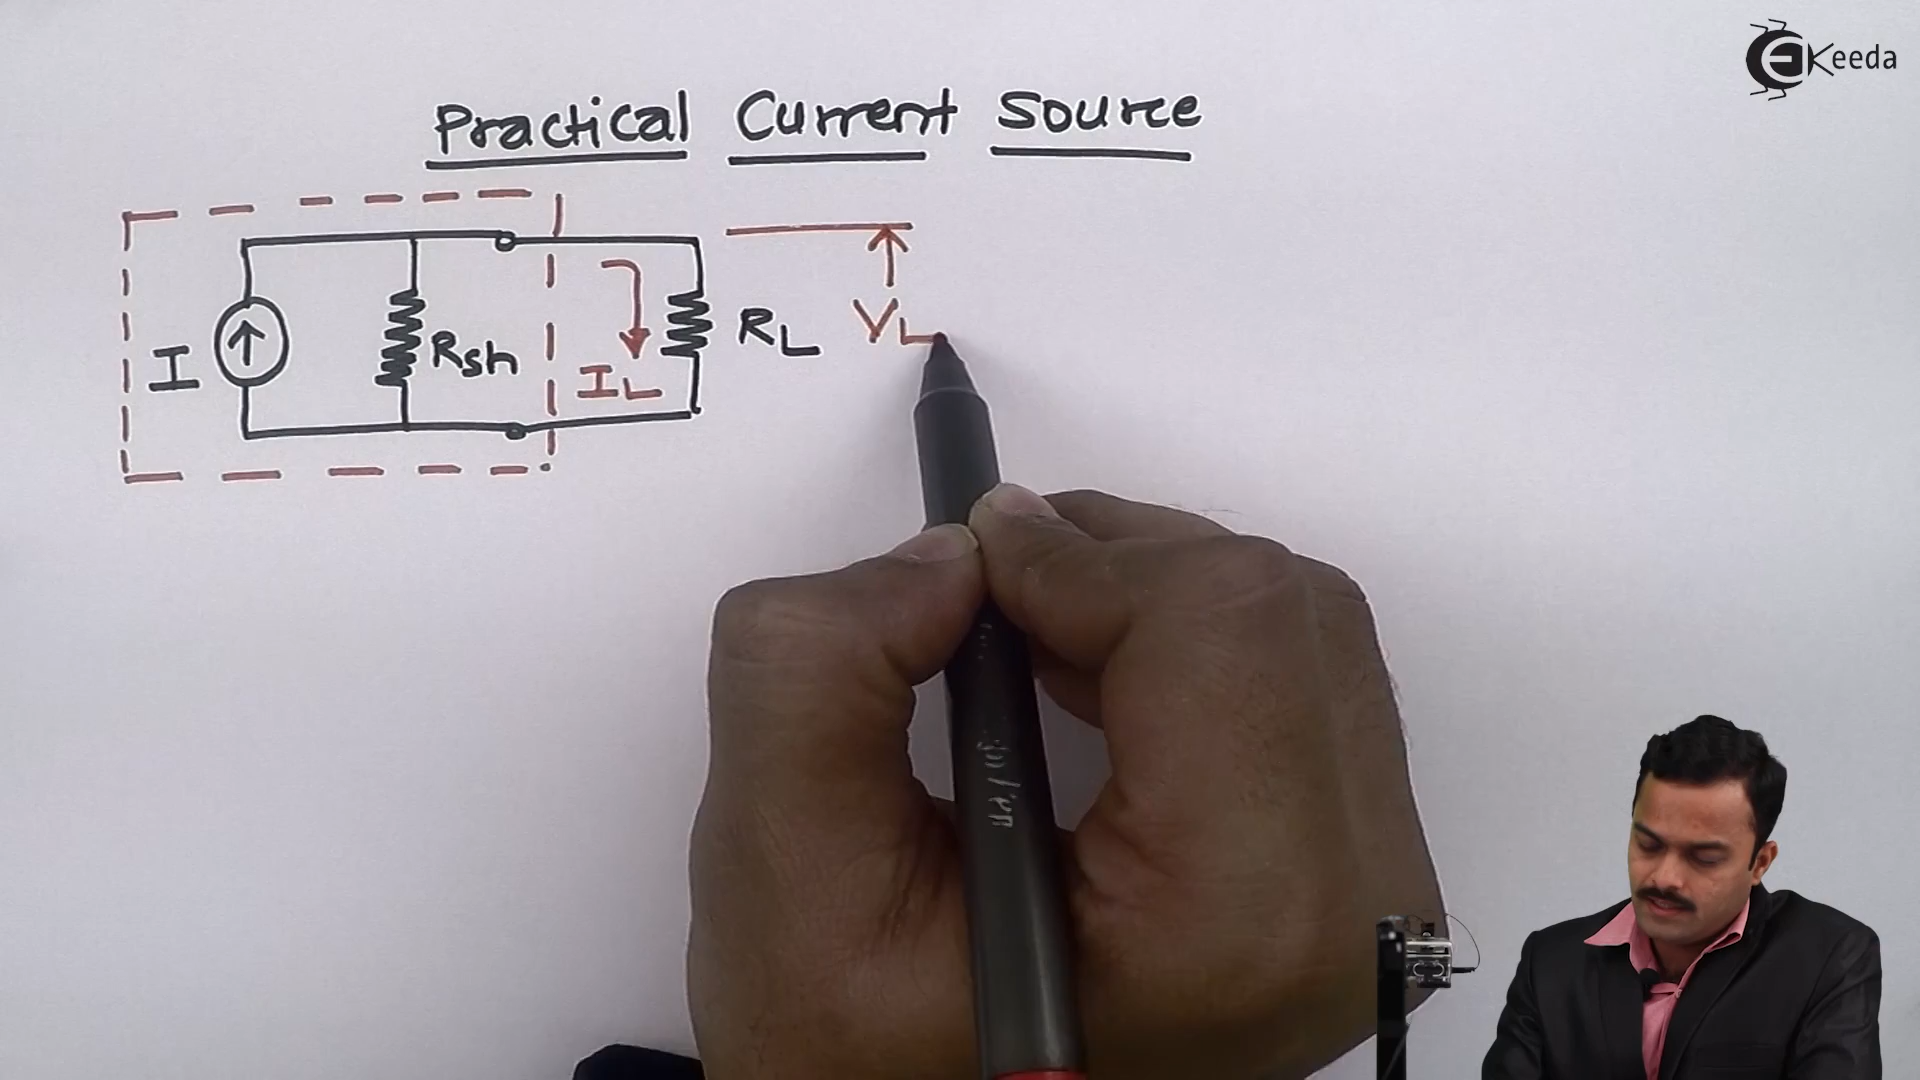 Keeda
Practical Current Source
I
Rsh
IL
RL
VL